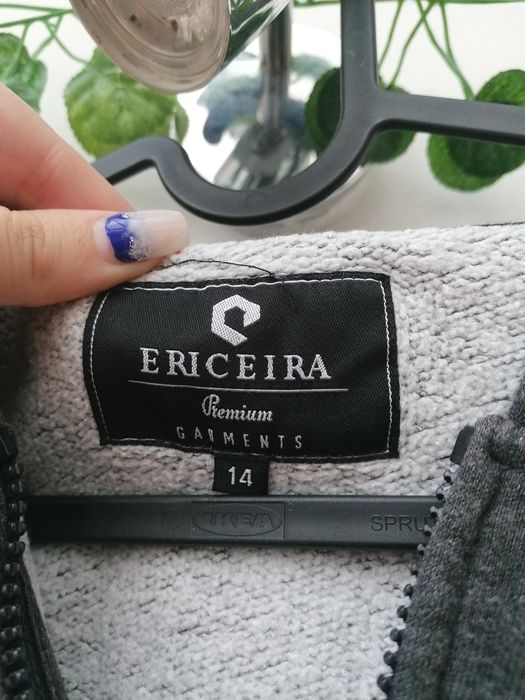 ERICEIRA
Premium
GARMENTS
14
IKEA
SPRU